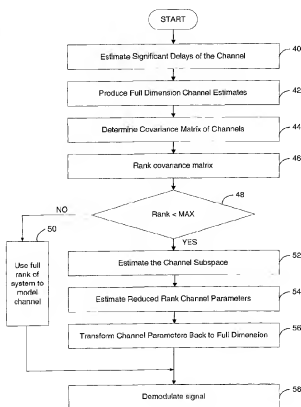 START
Estimate Significant Delays of the Channel
40
Produce Full Dimension Channel Estimates
42
Determine Covariance Matrix of Channels
44
Rank covariance matrix
46
Rank < MAX
48
NO
50
YES
Use full
rank of
system to
model
channel
Estimate the Channel Subspace
52
Estimate Reduced Rank Channel Parameters
54
Transform Channel Parameters Back to Full Dimension
56
Demodulate signal
58